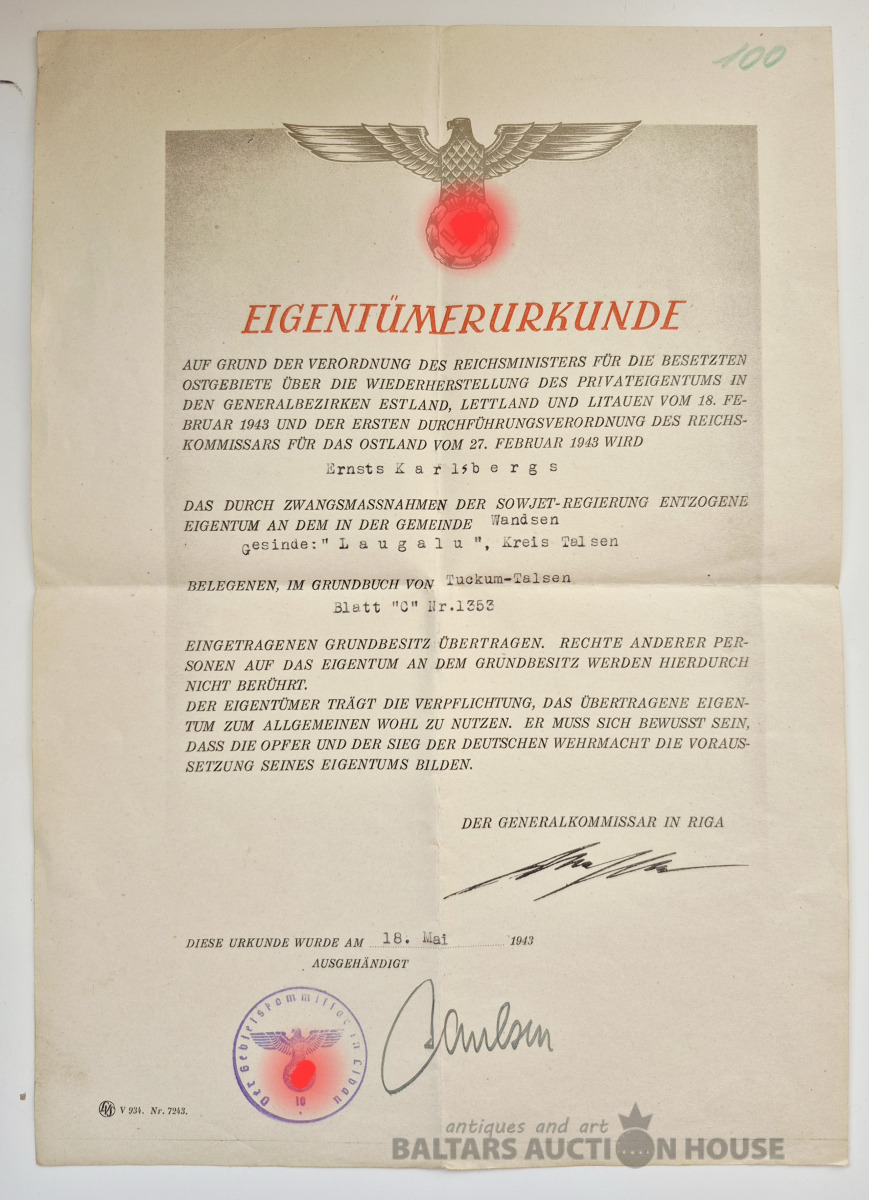 100
EIGENTÜMERURKUNDE
AUF GRUND DER VERORDNUNG DES REICHSMINISTERS FÜR DIE BESETZTEN
OSTGEBIETE ÜBER DIE WIEDERHERSTELLUNG DES PRIVATEIGENTUMS IN
DEN GENERALBEZIRKEN ESTLAND, LETTLAND UND LITAUEN VOM 18. FE-
BRUAR 1943 UND DER ERSTEN DURCHFÜHRUNGSVERORDNUNG DES REICHS-
KOMMISSARS FÜR DAS OSTLAND VOM 27. FEBRUAR 1943 WIRD
Ernsts Karlsbergs
DAS DURCH ZWANGSMASSNAHMEN DER SOWJET-REGIERUNG ENTZOGENE
EIGENTUM AN DEM IN DER GEMEINDE Wandsen
Gesinde:" L a u g a l u ", Kreis Talsen
BELEGENEN, IM GRUNDBUCH VON Tuckum-Talsen
Blatt "C" Nr.1353
EINGETRAGENEN GRUNDBESITZ ÜBERTRAGEN. RECHTE ANDERER PER-
SONEN AUF DAS EIGENTUM AN DEM GRUNDBESITZ WERDEN HIERDURCH
NICHT BERÜHRT.
DER EIGENTÜMER TRÄGT DIE VERPFLICHTUNG, DAS ÜBERTRAGENE EIGEN-
TUM ZUM ALLGEMEINEN WOHL ZU NUTZEN. ER MUSS SICH BEWUSST SEIN,
DASS DIE OPFER UND DER SIEG DER DEUTSCHEN WEHRMACHT DIE VORAUS-
SETZUNG SEINES EIGENTUMS BILDEN.
DER GENERALKOMMISSAR IN RIGA
DIESE URKUNDE WURDE AM 18. Mai 1943
AUSGEHÄNDIGT
Der Gebietskommissar in Libau
10
V 934. Nr. 7243.
antiques and art
BALTARS AUCTION HOUSE